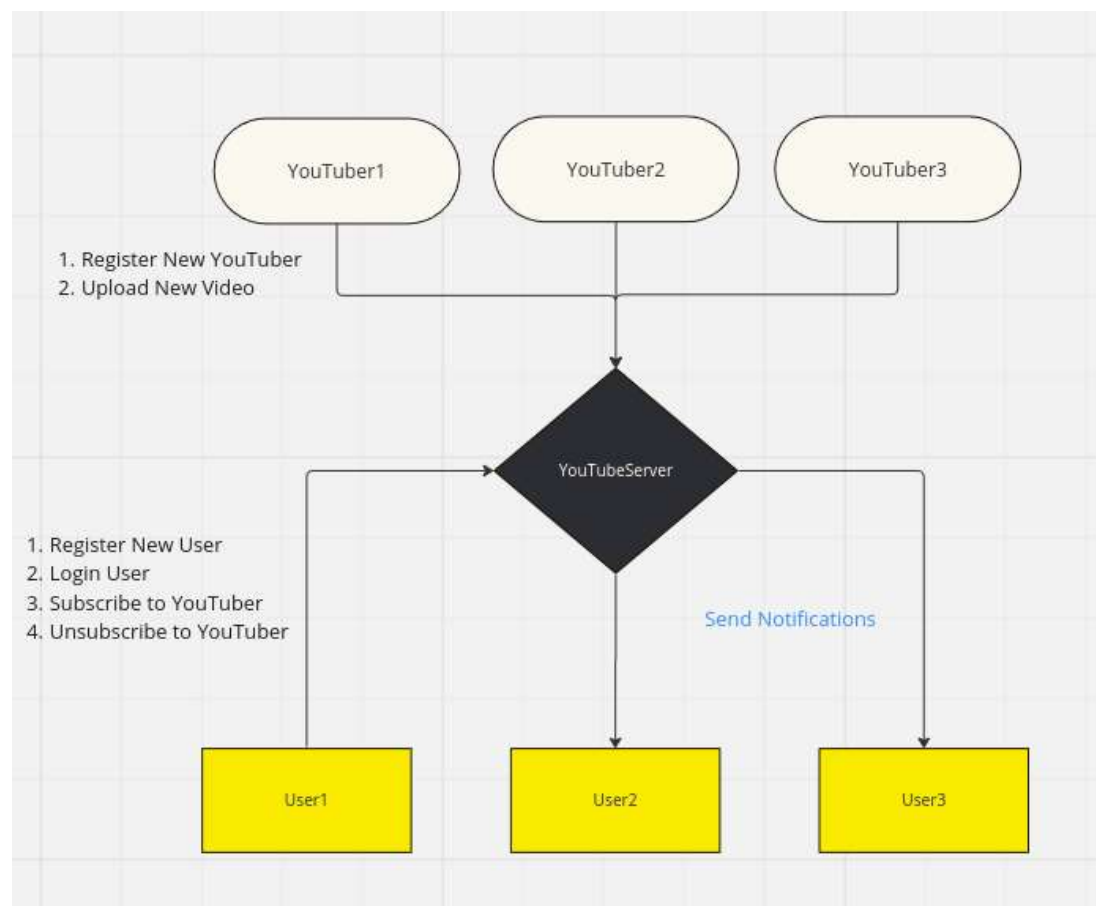 YouTuber1
YouTuber2
YouTuber3
1. Register New YouTuber
2. Upload New Video
YouTubeServer
1. Register New User
2. Login User
3. Subscribe to YouTuber
4. Unsubscribe to YouTuber
Send Notifications
User1
User2
User3